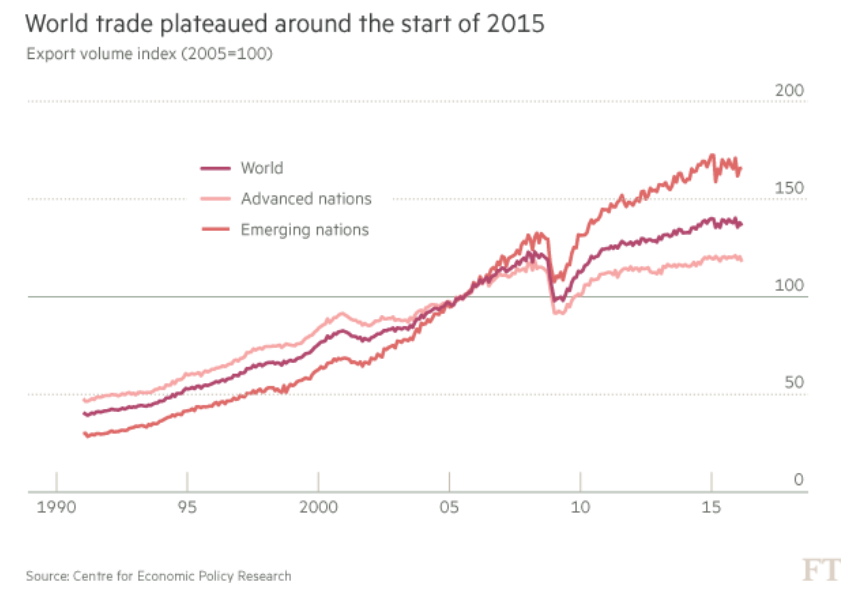 World trade plateaued around the start of 2015
Export volume index (2005=100)
200
World
150
Advanced nations
Emerging nations
100
50
0
1990 95 2000 05 10 15
Source: Centre for Economic Policy Research
FT